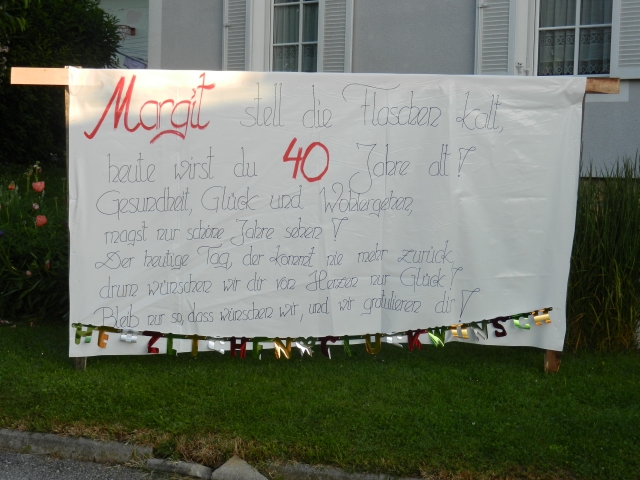 Margit stell die Flaschen kalt,
heute wirst du 40 Jahre alt!
Gesundheit, Glück und Wohlergehen,
magst nur schöne Jahre sehen!
Der heutige Tag, der kommt nie mehr zurück,
drum wünschen wir dir von Herzen nur Glück!
Bleib nur so, dass wünschen wir, und wir gratulieren dir!
HERZLICHEN GLÜCKWUNSCH